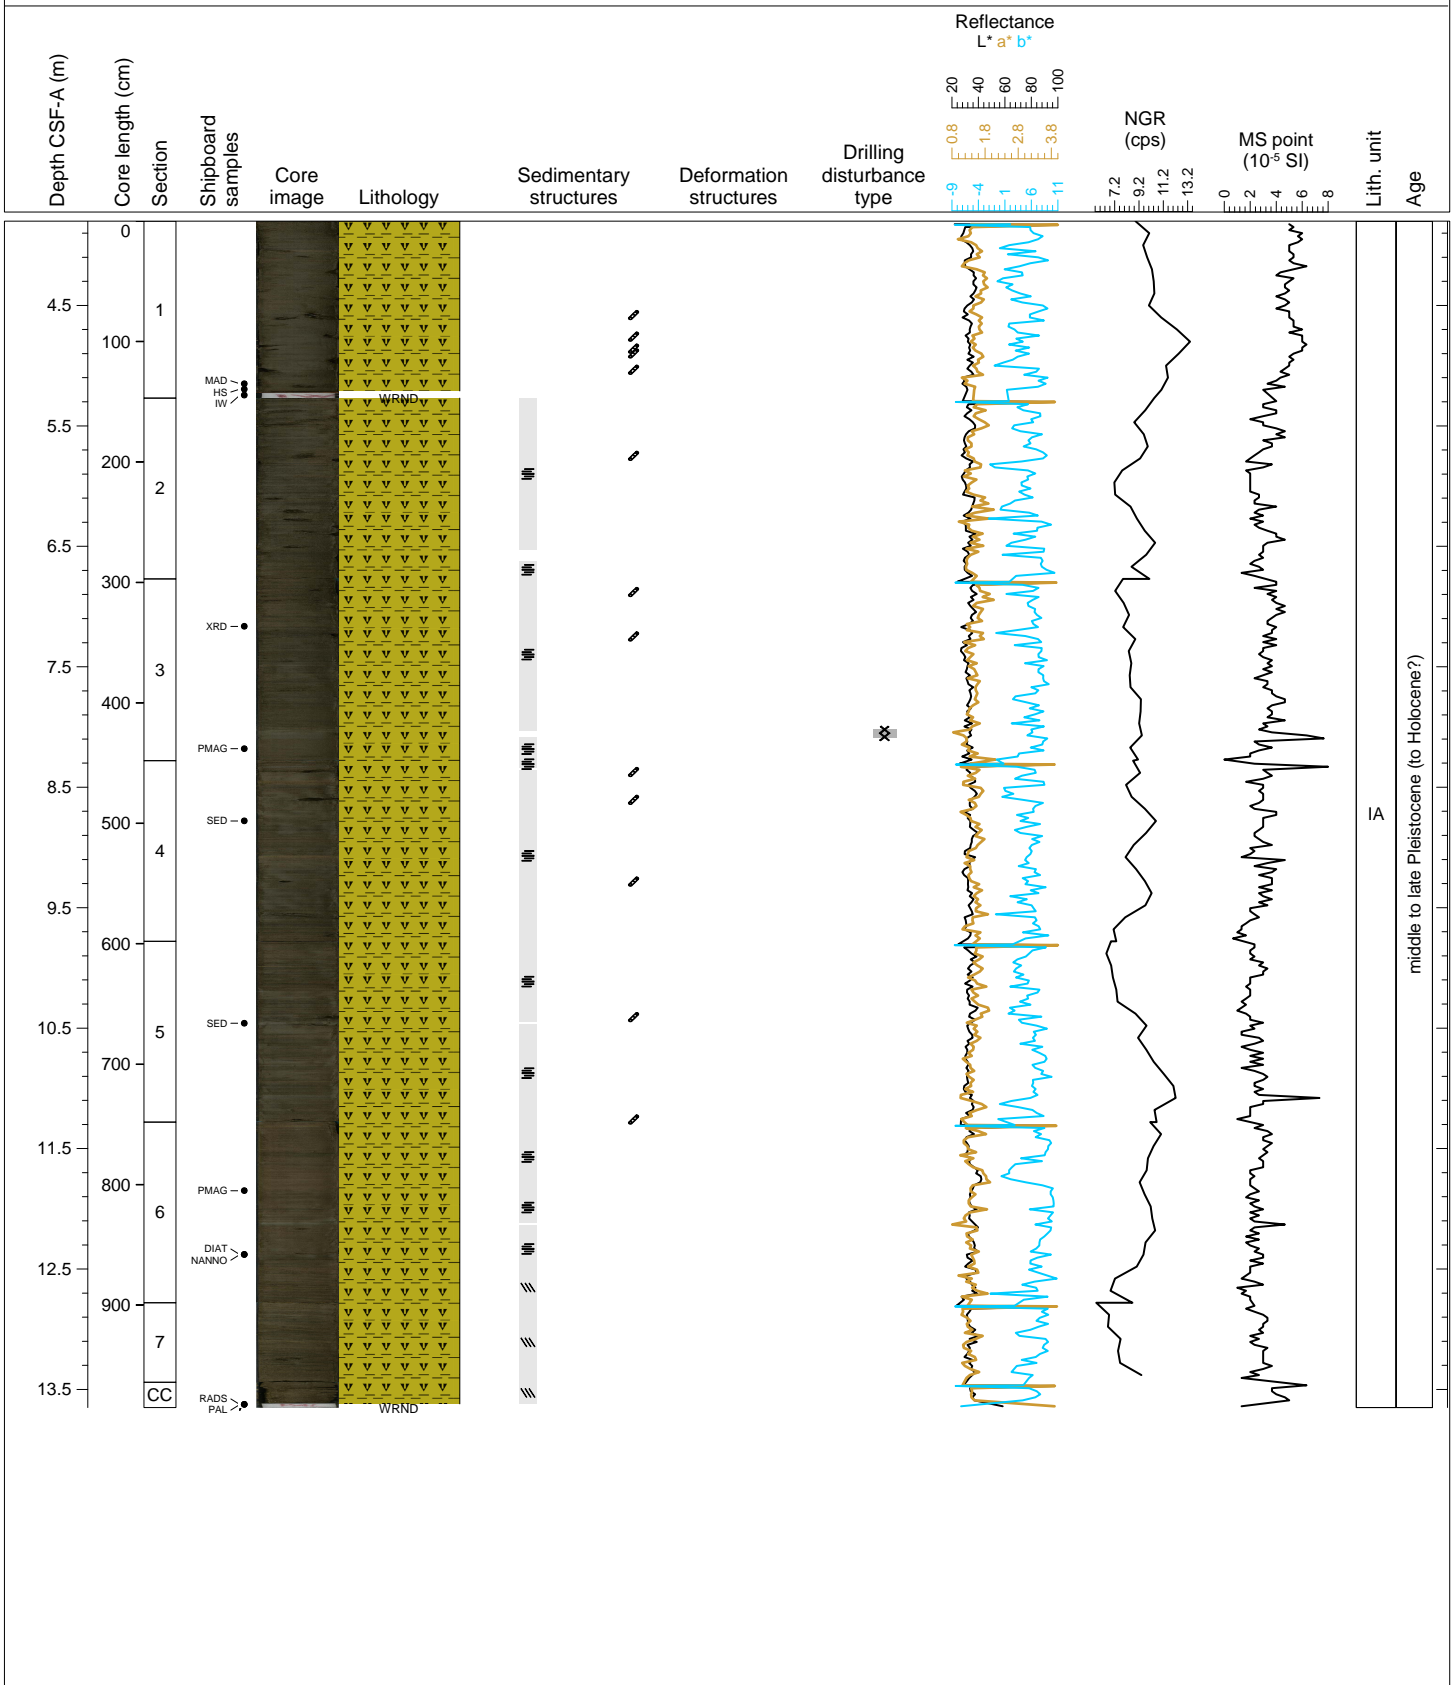 Reflectance
L* a* b*
Depth CSF-A (m)
Core length (cm)
Section
Shipboard samples
Core image
Lithology
Sedimentary structures
Deformation structures
Drilling disturbance type
20 40 60 80 100
0.8 1.8 2.8 3.8
-9 -4 1 6 11
NGR (cps)
7.2 9.2 11.2 13.2
MS point (10-5 SI)
0 2 4 6 8
Lith. unit
Age
0
4.5
1
100
MAD
HS
IW
WRND
5.5
200
2
6.5
300
XRD
7.5
3
400
PMAG
8.5
500
SED
4
IA
middle to late Pleistocene (to Holocene?)
9.5
600
10.5
SED
5
700
11.5
800
PMAG
6
DIAT
NANNO
12.5
900
7
13.5
CC
RADS
PAL
WRND